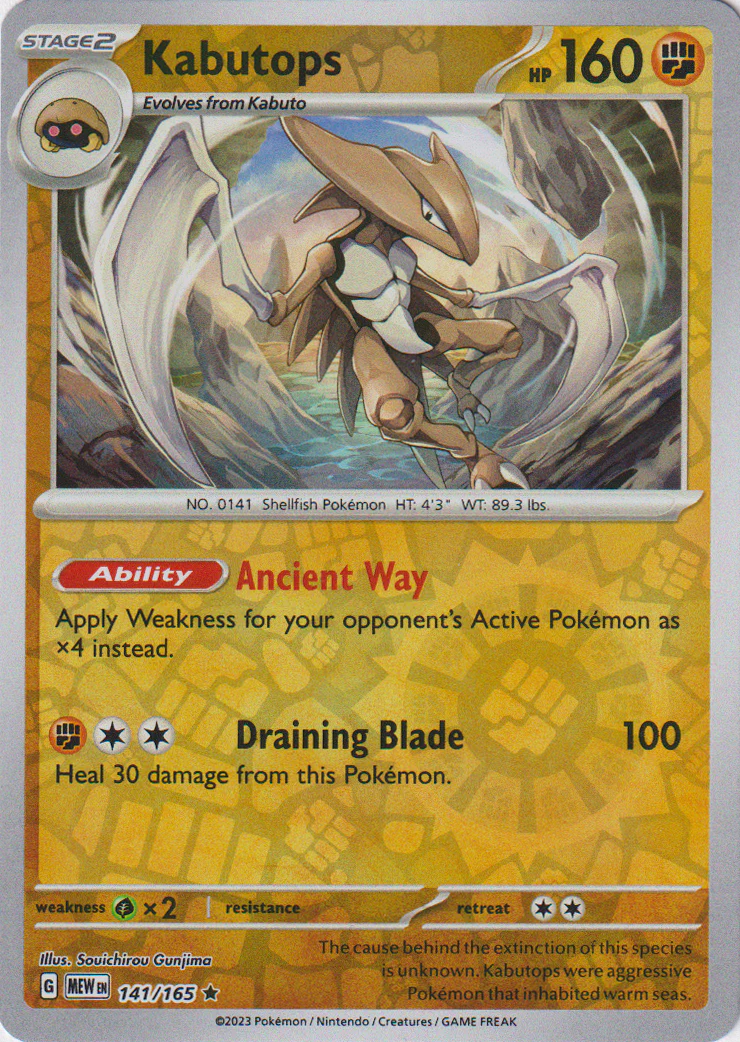 STAGE2
Kabutops
HP 160
Evolves from Kabuto
NO. 0141 Shellfish Pokémon HT: 4'3" WT: 89.3 lbs.
Ability Ancient Way
Apply Weakness for your opponent's Active Pokémon as
×4 instead.
Draining Blade 100
Heal 30 damage from this Pokémon.
weakness ×2 resistance retreat
Illus. Souichirou Gunjima
The cause behind the extinction of this species
is unknown. Kabutops were aggressive
Pokémon that inhabited warm seas.
G MEW EN 141/165
©2023 Pokémon / Nintendo / Creatures / GAME FREAK